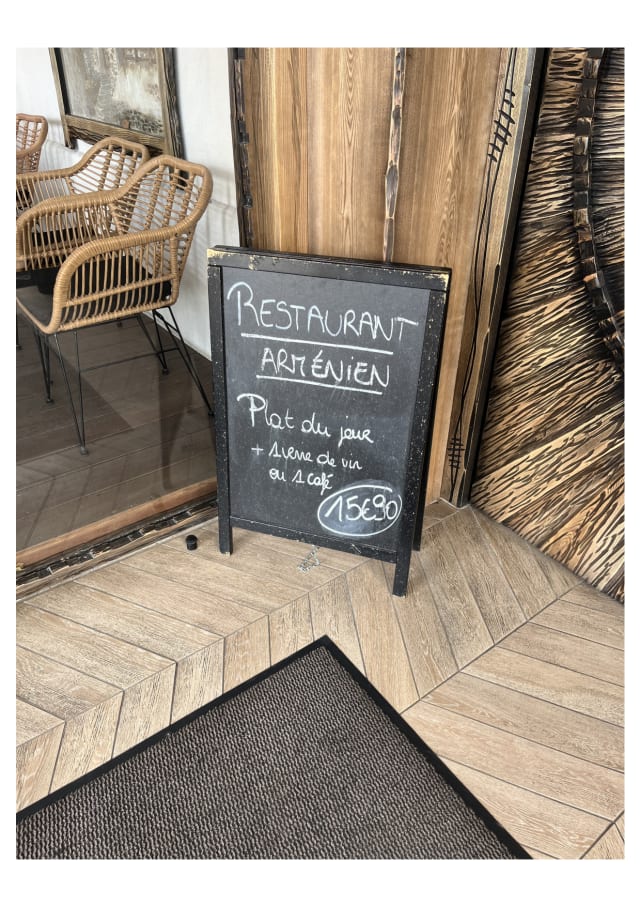 RESTAURANT
ARMÉNIEN
Plat du jour
+ 1 verre de vin
ou 1 café
15€90